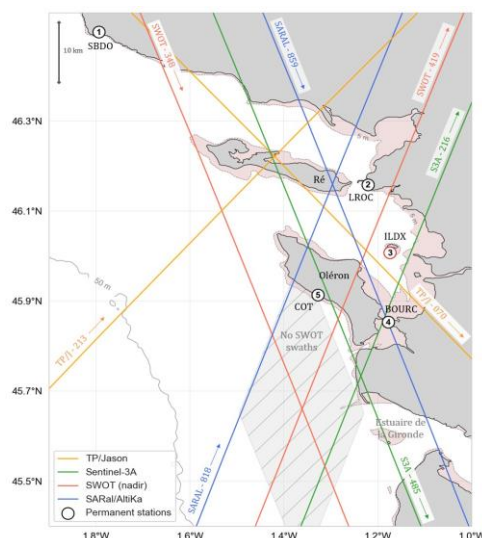 10 km
1
SBDO
SWOT - 348
SARAL - 859
SWOT - 419
S3A - 216
5 m
46.3°N
Ré
2
LROC
46.1°N
ILDX
3
Oléron
50 m
5
COT
BOURC
4
45.9°N
No SWOT
swaths
TP/J - 213
TP/J - 070
45.7°N
Estuaire de
la Gironde
SARAL - 818
S3A - 485
45.5°N
TP/Jason
Sentinel-3A
SWOT (nadir)
SARal/AltiKa
Permanent stations
1.8°W
1.6°W
1.4°W
1.2°W
1.0°W